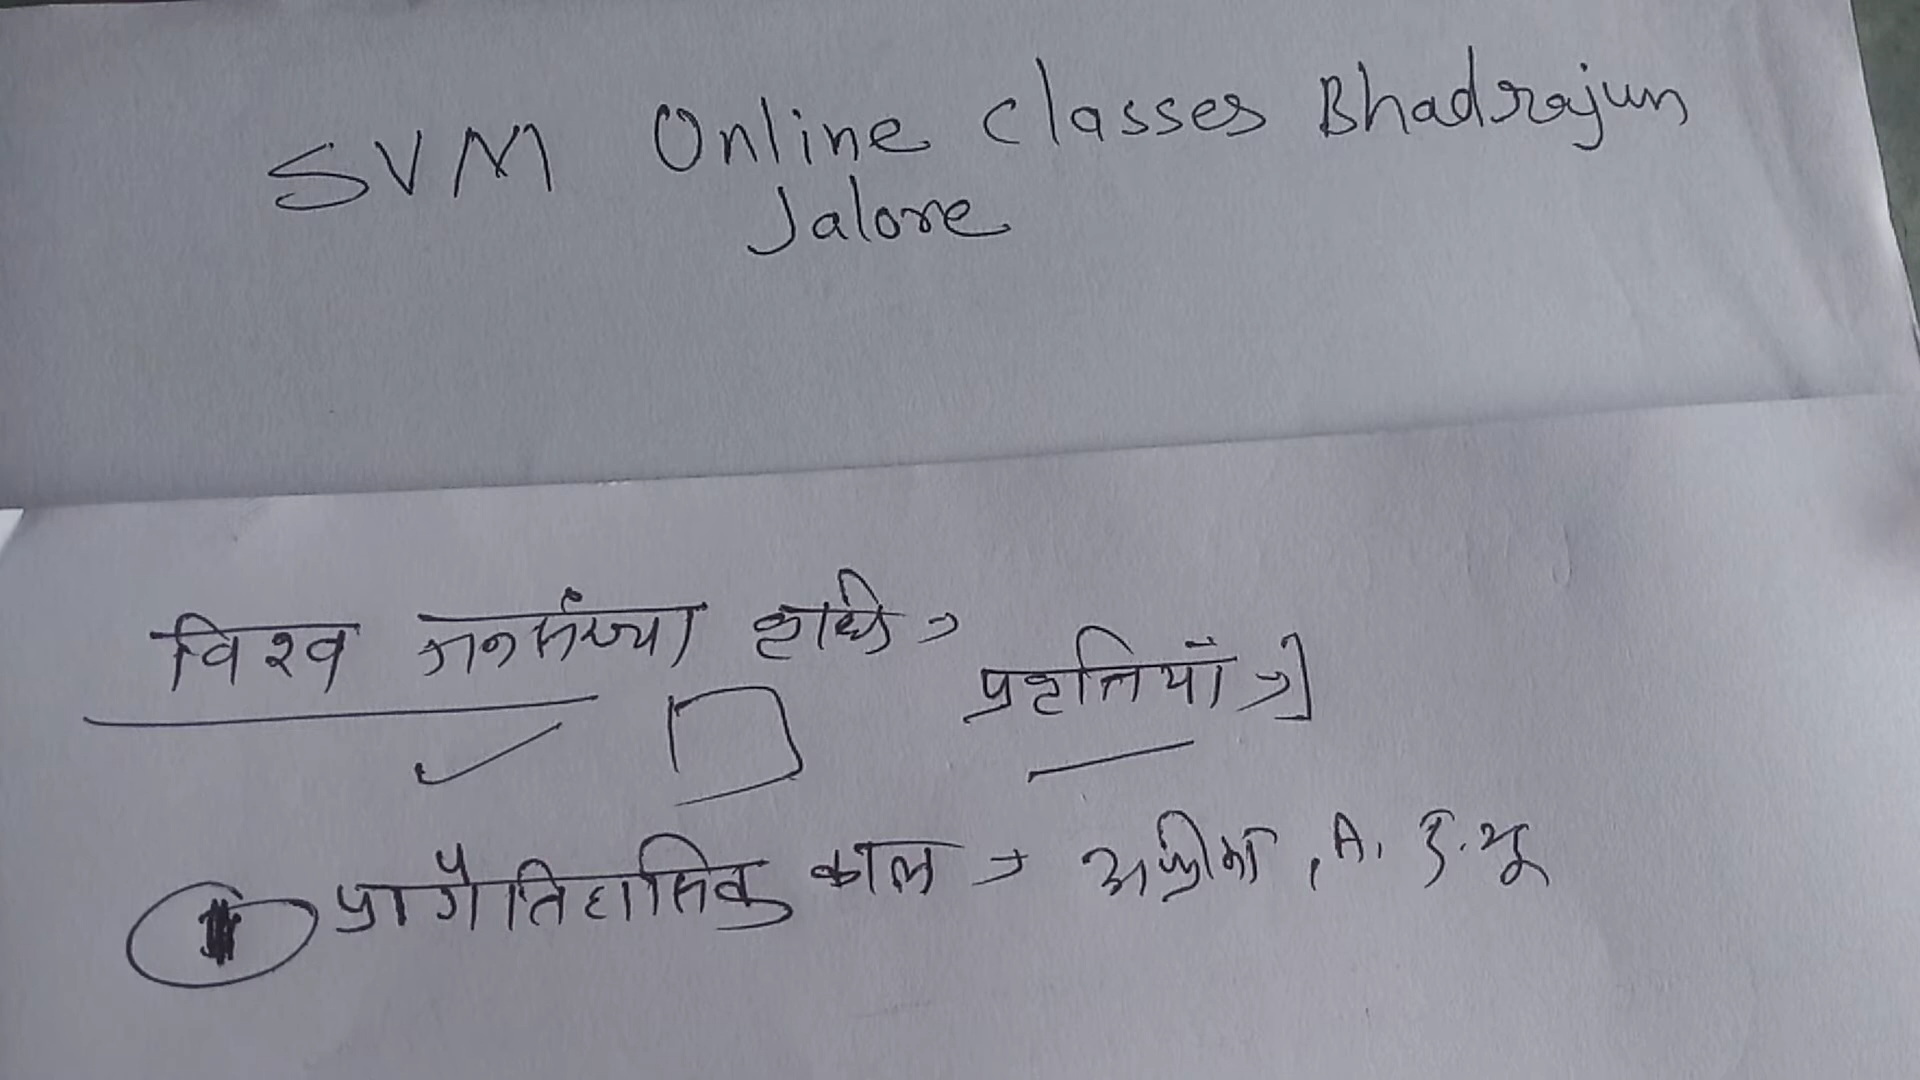 SVM Online Classes Bhadrajun
Jalore
विश्व जनसंख्या वृद्धि →
प्रवृत्तियाँ →]
प्रागैतिहासिक काल → अफ्रीका, A. यू